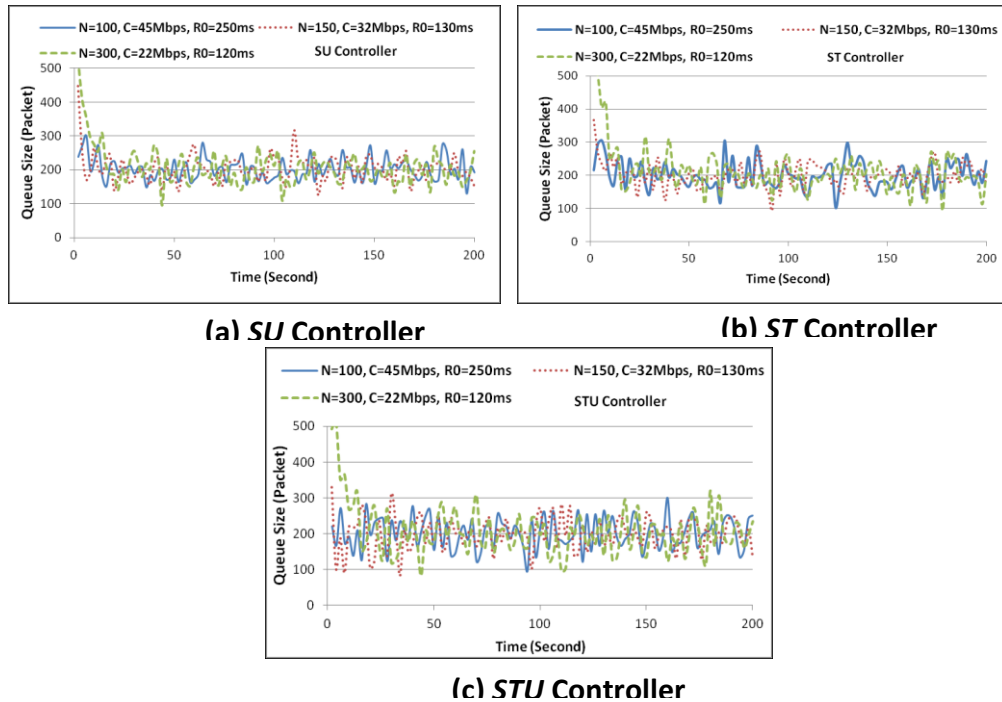 N=100, C=45Mbps, R0=250ms
N=150, C=32Mbps, R0=130ms
N=300, C=22Mbps, R0=120ms
SU Controller
Queue Size (Packet)
500
400
300
200
100
0
0
50
100
150
200
Time (Second)
(a) SU Controller
N=100, C=45Mbps, R0=250ms
N=150, C=32Mbps, R0=130ms
N=300, C=22Mbps, R0=120ms
ST Controller
Queue Size (Packet)
500
400
300
200
100
0
0
50
100
150
200
Time (Second)
(b) ST Controller
N=100, C=45Mbps, R0=250ms
N=150, C=32Mbps, R0=130ms
N=300, C=22Mbps, R0=120ms
STU Controller
Queue Size (Packet)
500
400
300
200
100
0
0
50
100
150
200
Time (Second)
(c) STU Controller